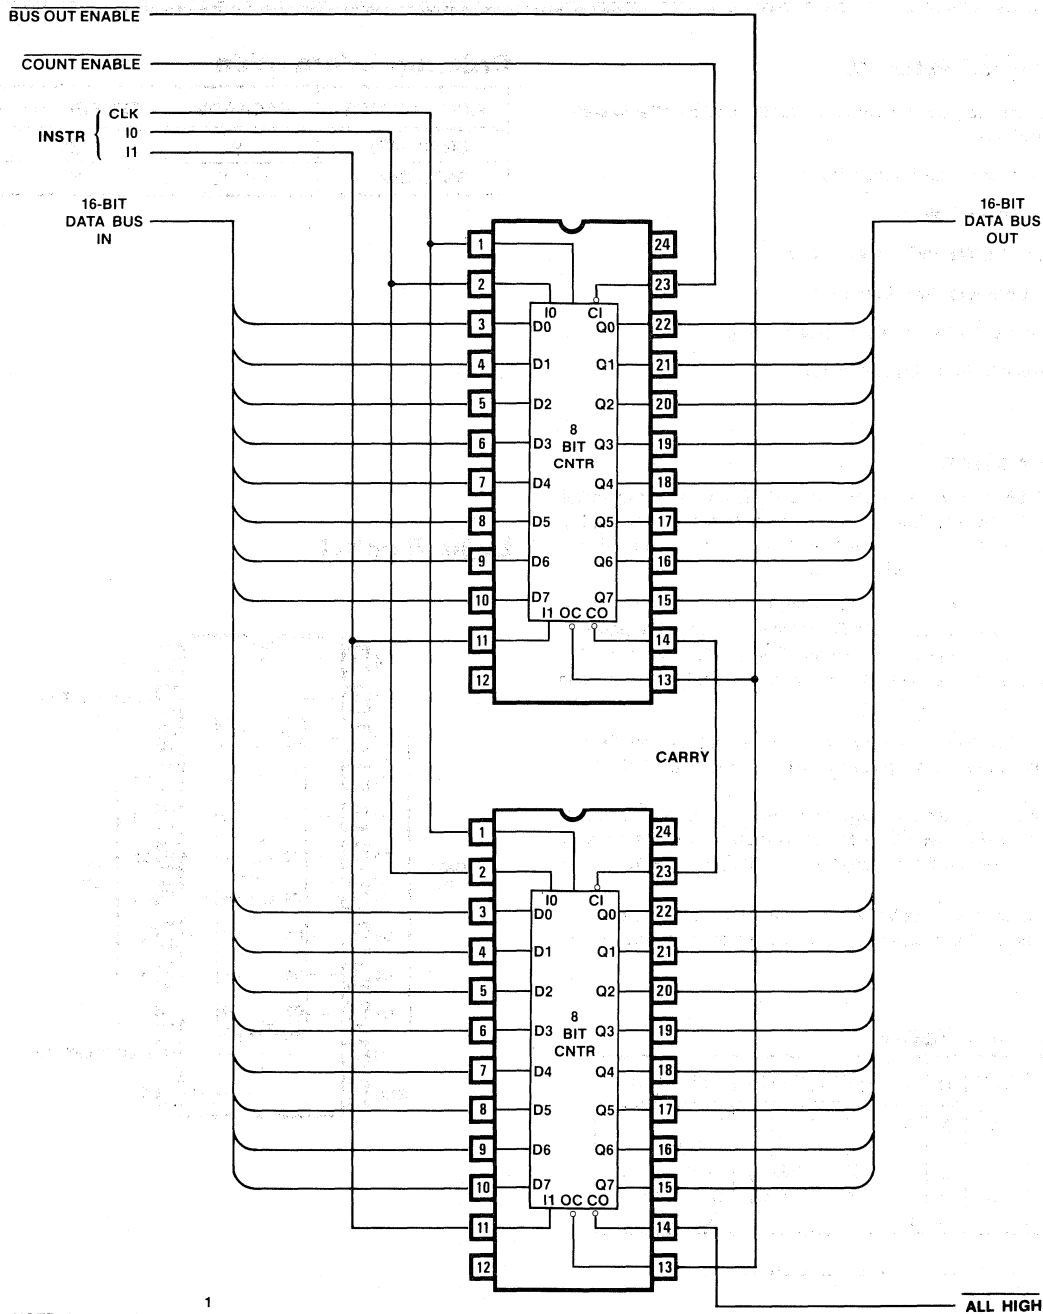 BUS OUT ENABLE
COUNT ENABLE
INSTR { CLK
I0
I1
16-BIT
DATA BUS
IN
16-BIT
DATA BUS
OUT
1 24
2 23
I0 CI
3 D0 Q0 22
4 D1 Q1 21
5 D2 Q2 20
6 D3 Q3 19
8
BIT
CNTR
7 D4 Q4 18
8 D5 Q5 17
9 D6 Q6 16
10 D7 Q7 15
I1 OC CO
11 14
12 13
CARRY
1 24
2 23
I0 CI
3 D0 Q0 22
4 D1 Q1 21
5 D2 Q2 20
6 D3 Q3 19
8
BIT
CNTR
7 D4 Q4 18
8 D5 Q5 17
9 D6 Q6 16
10 D7 Q7 15
I1 OC CO
11 14
12 13
1
ALL HIGH